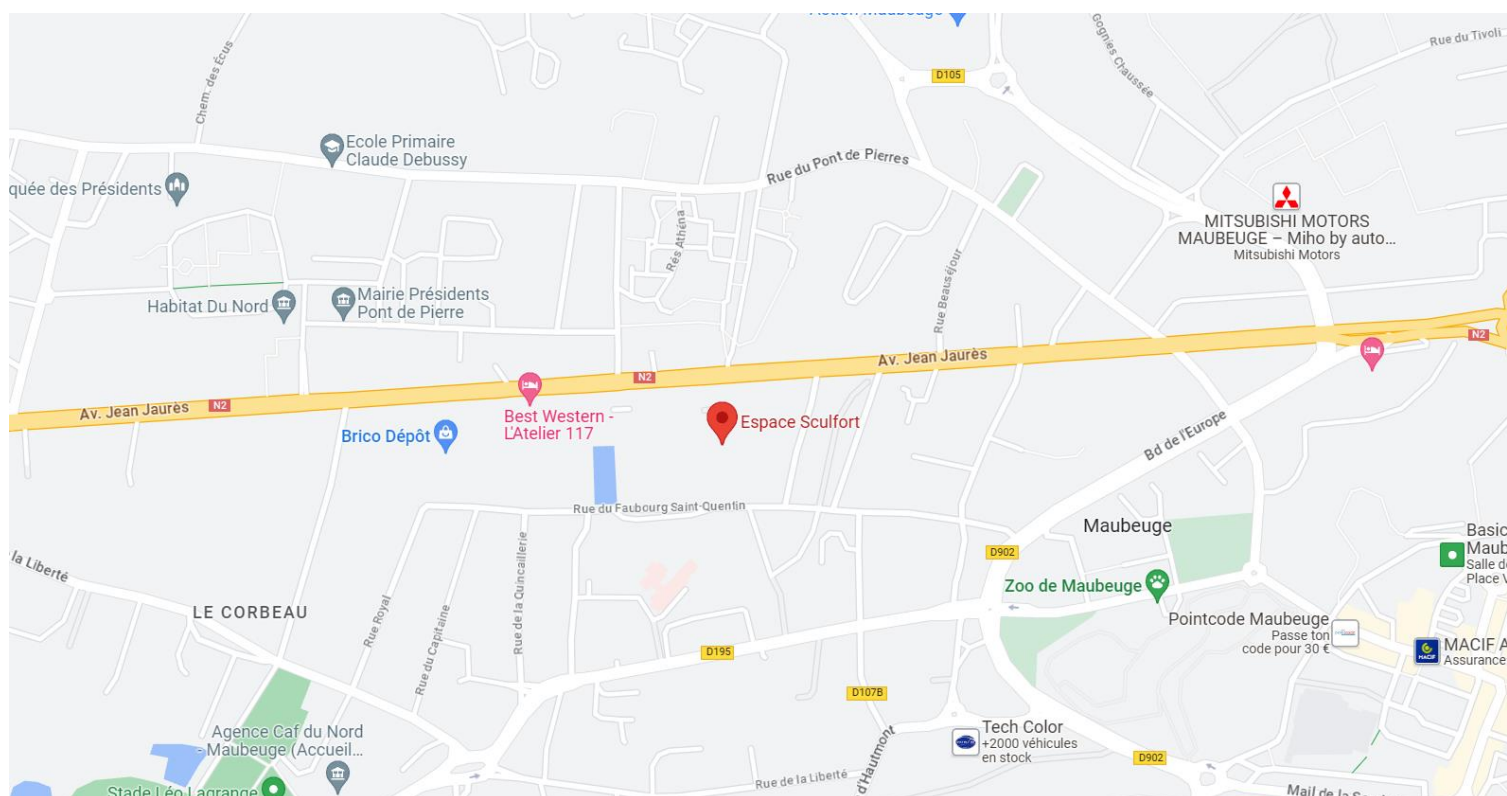 Action Maubeuge
Gognies Chaussée
Rue du Tivoli
Chem. des Écus
D105
Ecole Primaire
Claude Debussy
Rue du Pont de Pierres
quée des Présidents
MITSUBISHI MOTORS
MAUBEUGE – Miho by auto...
Mitsubishi Motors
Rés Athéna
Rue Beauséjour
Habitat Du Nord
Mairie Présidents
Pont de Pierre
N2
Av. Jean Jaurès
N2
Av. Jean Jaurès
N2
Best Western -
L'Atelier 117
Espace Sculfort
Brico Dépôt
Bd de l'Europe
Rue du Faubourg Saint-Quentin
Maubeuge
Basic
Maub
Salle de
Place V
D902
la Liberté
Rue de la Quincaillerie
Zoo de Maubeuge
LE CORBEAU
Rue Royal
Rue du Capitaine
Pointcode Maubeuge
Passe ton
code pour 30 €
MACIF A
Assurance
MACIF
D195
D107B
Agence Caf du Nord
- Maubeuge (Accueil...
Tech Color
+2000 véhicules
en stock
d'Hautmont
D902
Rue de la Liberté
Stade Léo Lagrange
Mail de la S